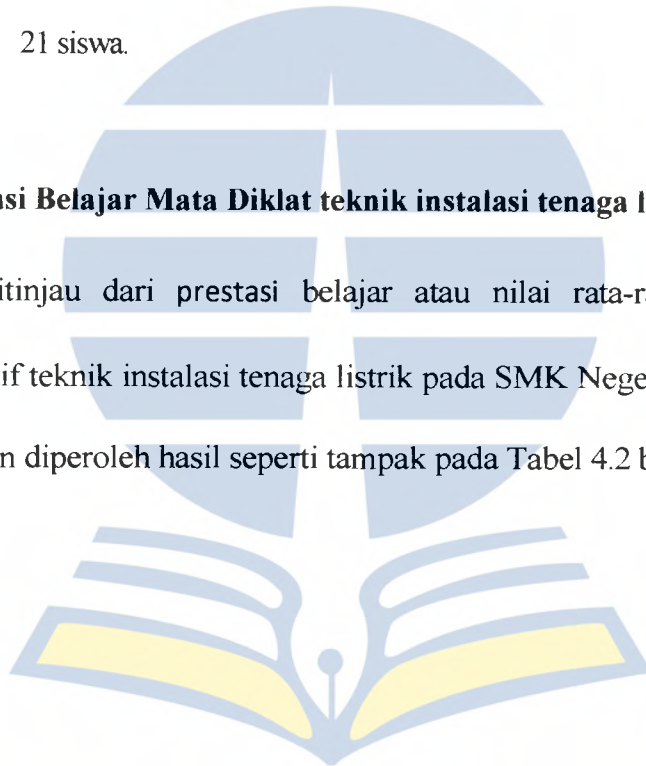 21 siswa.
asi Belajar Mata Diklat teknik instalasi tenaga l
itinjau dari prestasi belajar atau nilai rata-r
if teknik instalasi tenaga listrik pada SMK Nege
n diperoleh hasil seperti tampak pada Tabel 4.2 b